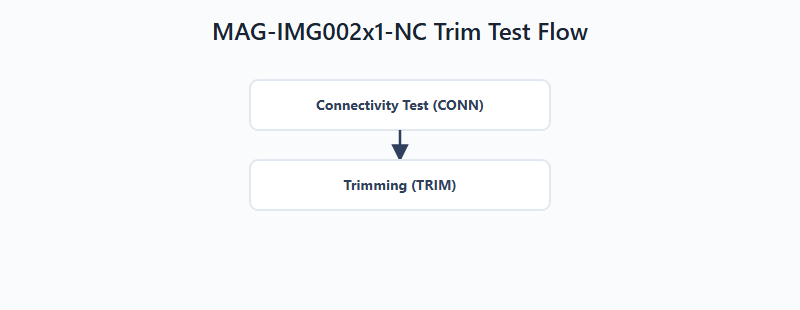 MAG-IMG002x1-NC Trim Test Flow
Connectivity Test (CONN)
Trimming (TRIM)